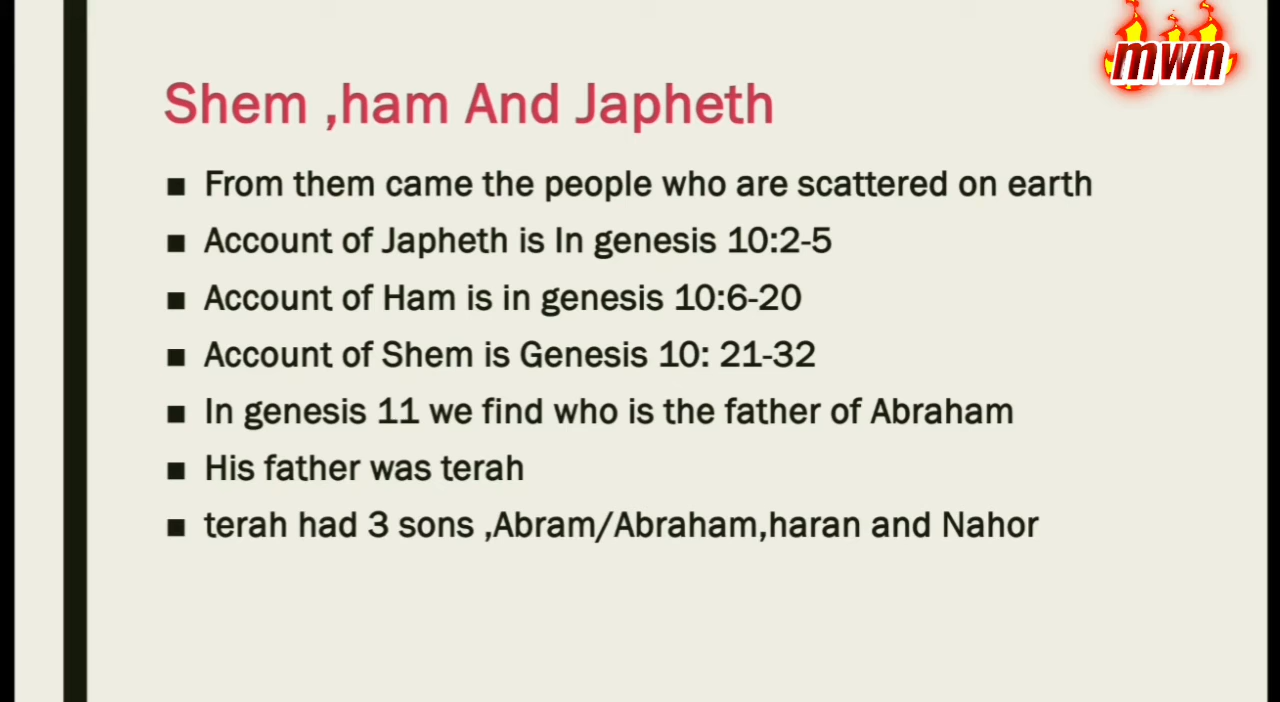 mwn
Shem ,ham And Japheth
■ From them came the people who are scattered on earth
■ Account of Japheth is In genesis 10:2-5
■ Account of Ham is in genesis 10:6-20
■ Account of Shem is Genesis 10: 21-32
■ In genesis 11 we find who is the father of Abraham
■ His father was terah
■ terah had 3 sons ,Abram/Abraham,haran and Nahor